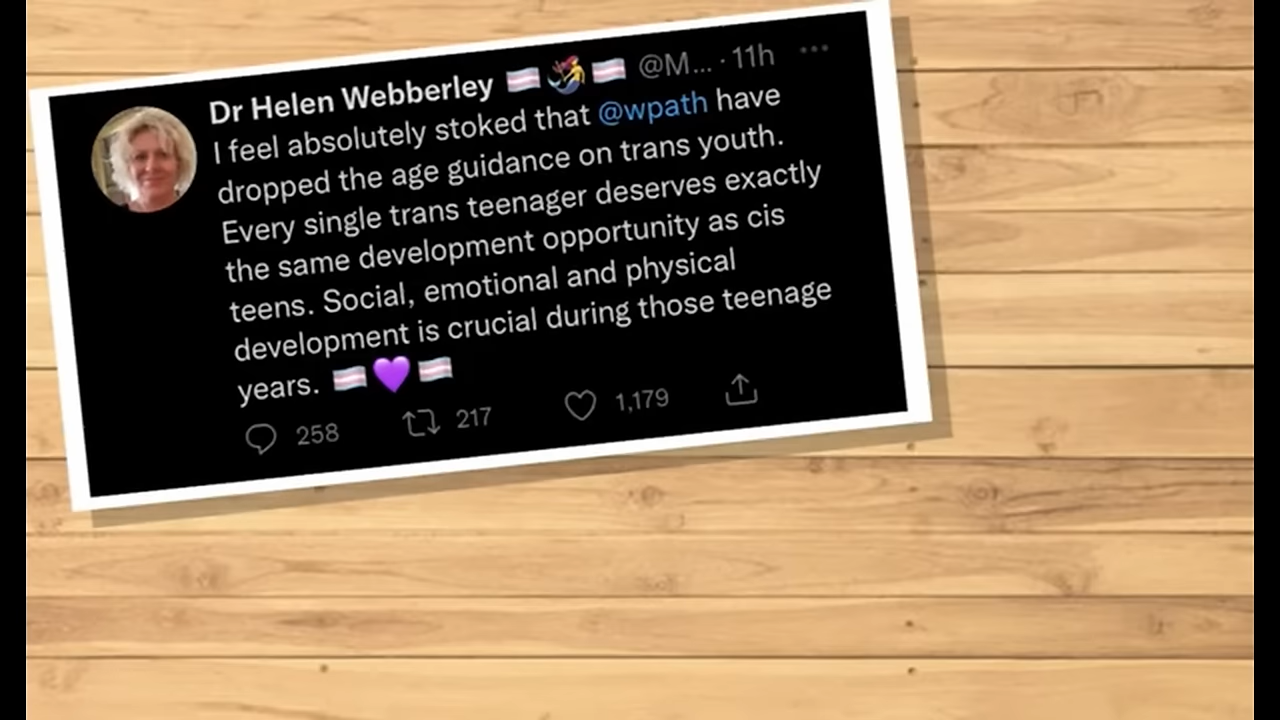 Dr Helen Webberley 🏳️‍⚧️🧜‍♀️🏳️‍⚧️ @M... · 11h
I feel absolutely stoked that @wpath have
dropped the age guidance on trans youth.
Every single trans teenager deserves exactly
the same development opportunity as cis
teens. Social, emotional and physical
development is crucial during those teenage
years. 🏳️‍⚧️💜🏳️‍⚧️
258 217 1,179